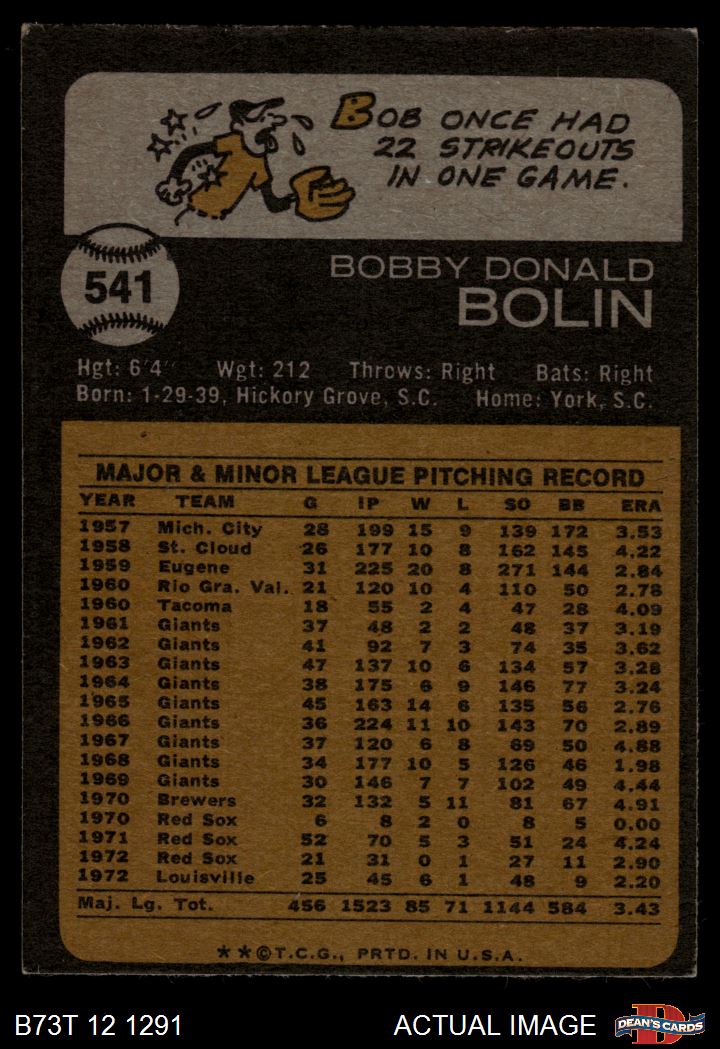 BOB ONCE HAD
22 STRIKEOUTS
IN ONE GAME.
541
BOBBY DONALD
BOLIN
Hgt: 6'4" Wgt: 212 Throws: Right Bats: Right
Born: 1-29-39, Hickory Grove, S.C. Home: York, S.C.
MAJOR & MINOR LEAGUE PITCHING RECORD
YEAR TEAM G IP W L SO BB ERA
1957 Mich. City 28 199 15 9 139 172 3.53
1958 St. Cloud 26 177 10 8 162 145 4.22
1959 Eugene 31 225 20 8 271 144 2.84
1960 Rio Gra. Val. 21 120 10 4 110 50 2.78
1960 Tacoma 18 55 2 4 47 28 4.09
1961 Giants 37 48 2 2 48 37 3.19
1962 Giants 41 92 7 3 74 35 3.62
1963 Giants 47 137 10 6 134 57 3.28
1964 Giants 38 175 6 9 146 77 3.24
1965 Giants 45 163 14 6 135 56 2.76
1966 Giants 36 224 11 10 143 70 2.89
1967 Giants 37 120 6 8 69 50 4.88
1968 Giants 34 177 10 5 126 46 1.98
1969 Giants 30 146 7 7 102 49 4.44
1970 Brewers 32 132 5 11 81 67 4.91
1970 Red Sox 6 8 2 0 8 5 0.00
1971 Red Sox 52 70 5 3 51 24 4.24
1972 Red Sox 21 31 0 1 27 11 2.90
1972 Louisville 25 45 6 1 48 9 2.20
Maj. Lg. Tot. 456 1523 85 71 1144 584 3.43
**©T.C.G., PRTD. IN U.S.A.
B73T 12 1291 ACTUAL IMAGE DEAN'S CARDS